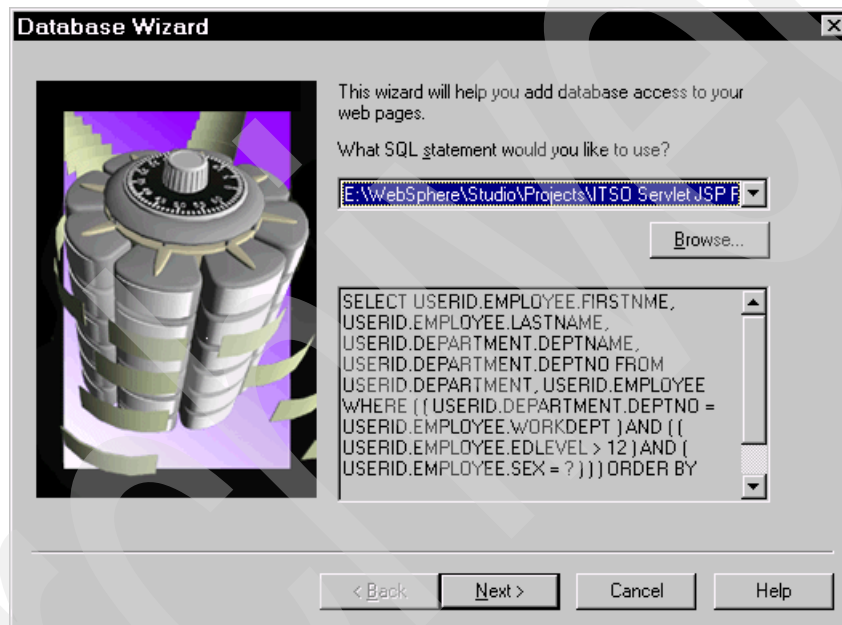 Database Wizard
This wizard will help you add database access to your
web pages.
What SQL statement would you like to use?
E:\WebSphere\Studio\Projects\ITSO Servlet JSP F
Browse...
SELECT USERID.EMPLOYEE.FIRSTNME,
USERID.EMPLOYEE.LASTNAME,
USERID.DEPARTMENT.DEPTNAME,
USERID.DEPARTMENT.DEPTNO FROM
USERID.DEPARTMENT, USERID.EMPLOYEE
WHERE ( ( USERID.DEPARTMENT.DEPTNO =
USERID.EMPLOYEE.WORKDEPT ) AND ( (
USERID.EMPLOYEE.EDLEVEL > 12 ) AND (
USERID.EMPLOYEE.SEX = ? ) ) ) ORDER BY
< Back
Next >
Cancel
Help